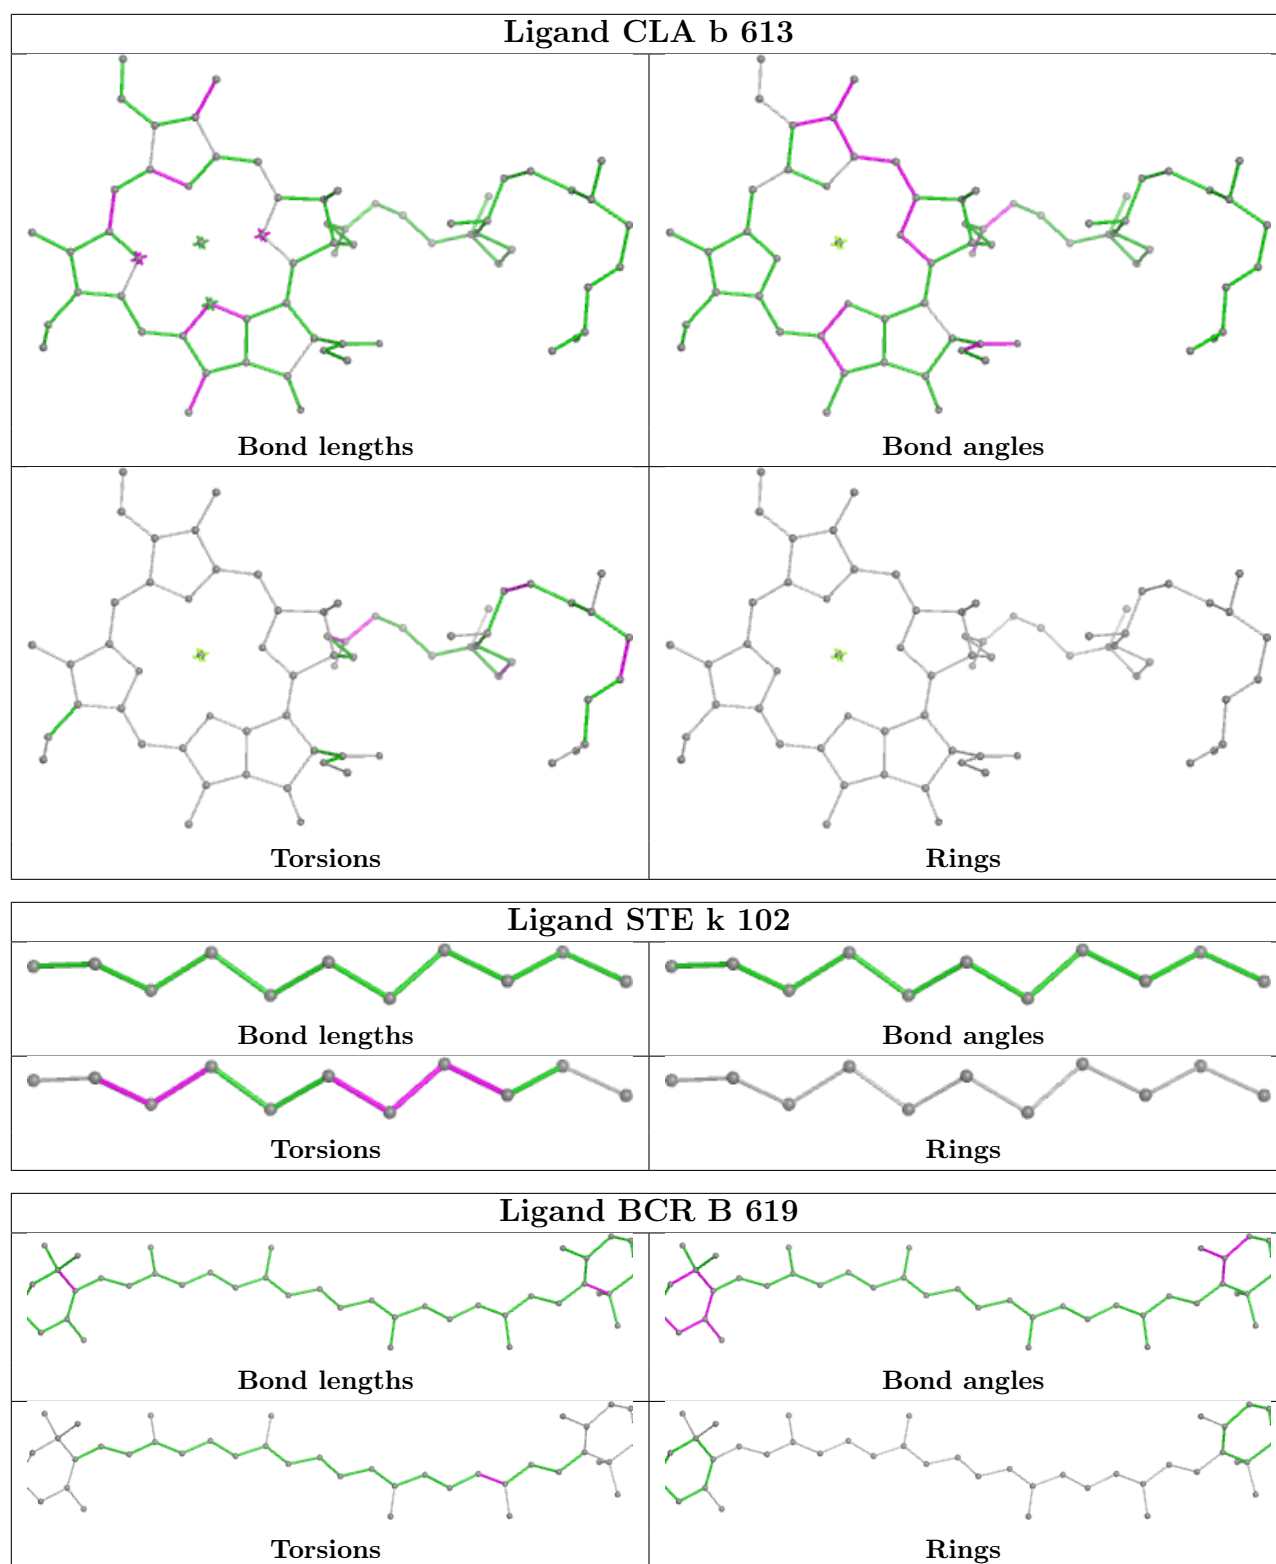 Ligand CLA b 613
Bond lengths
Bond angles
Torsions
Rings
Ligand STE k 102
Bond lengths
Bond angles
Torsions
Rings
Ligand BCR B 619
Bond lengths
Bond angles
Torsions
Rings